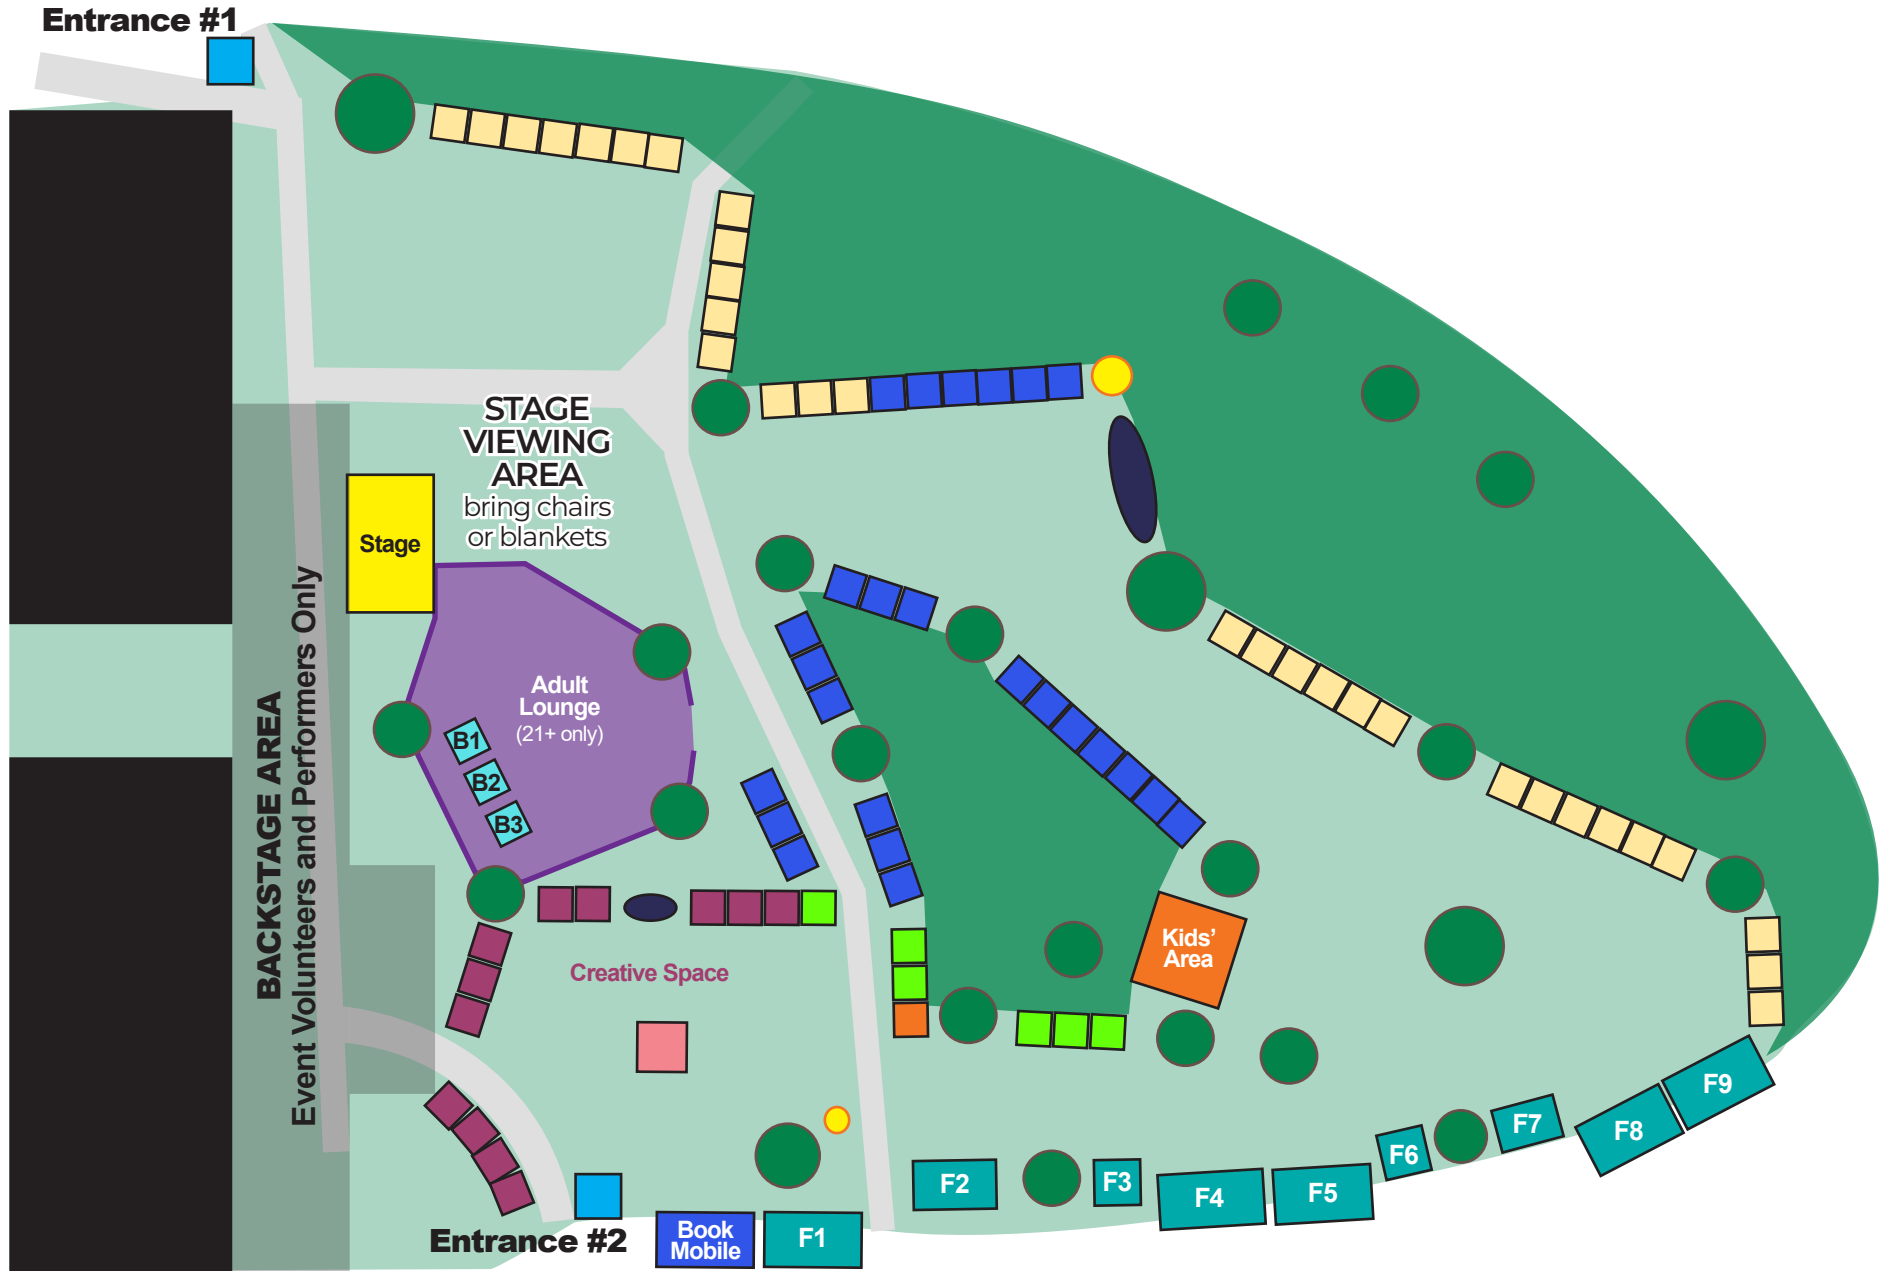 Entrance #1
STAGE
VIEWING
AREA
bring chairs
or blankets
Stage
Adult
Lounge
(21+ only)
B1
B2
B3
BACKSTAGE AREA
Event Volunteers and Performers Only
Creative Space
Kids'
Area
Entrance #2
Book
Mobile
F1
F2
F3
F4
F5
F6
F7
F8
F9